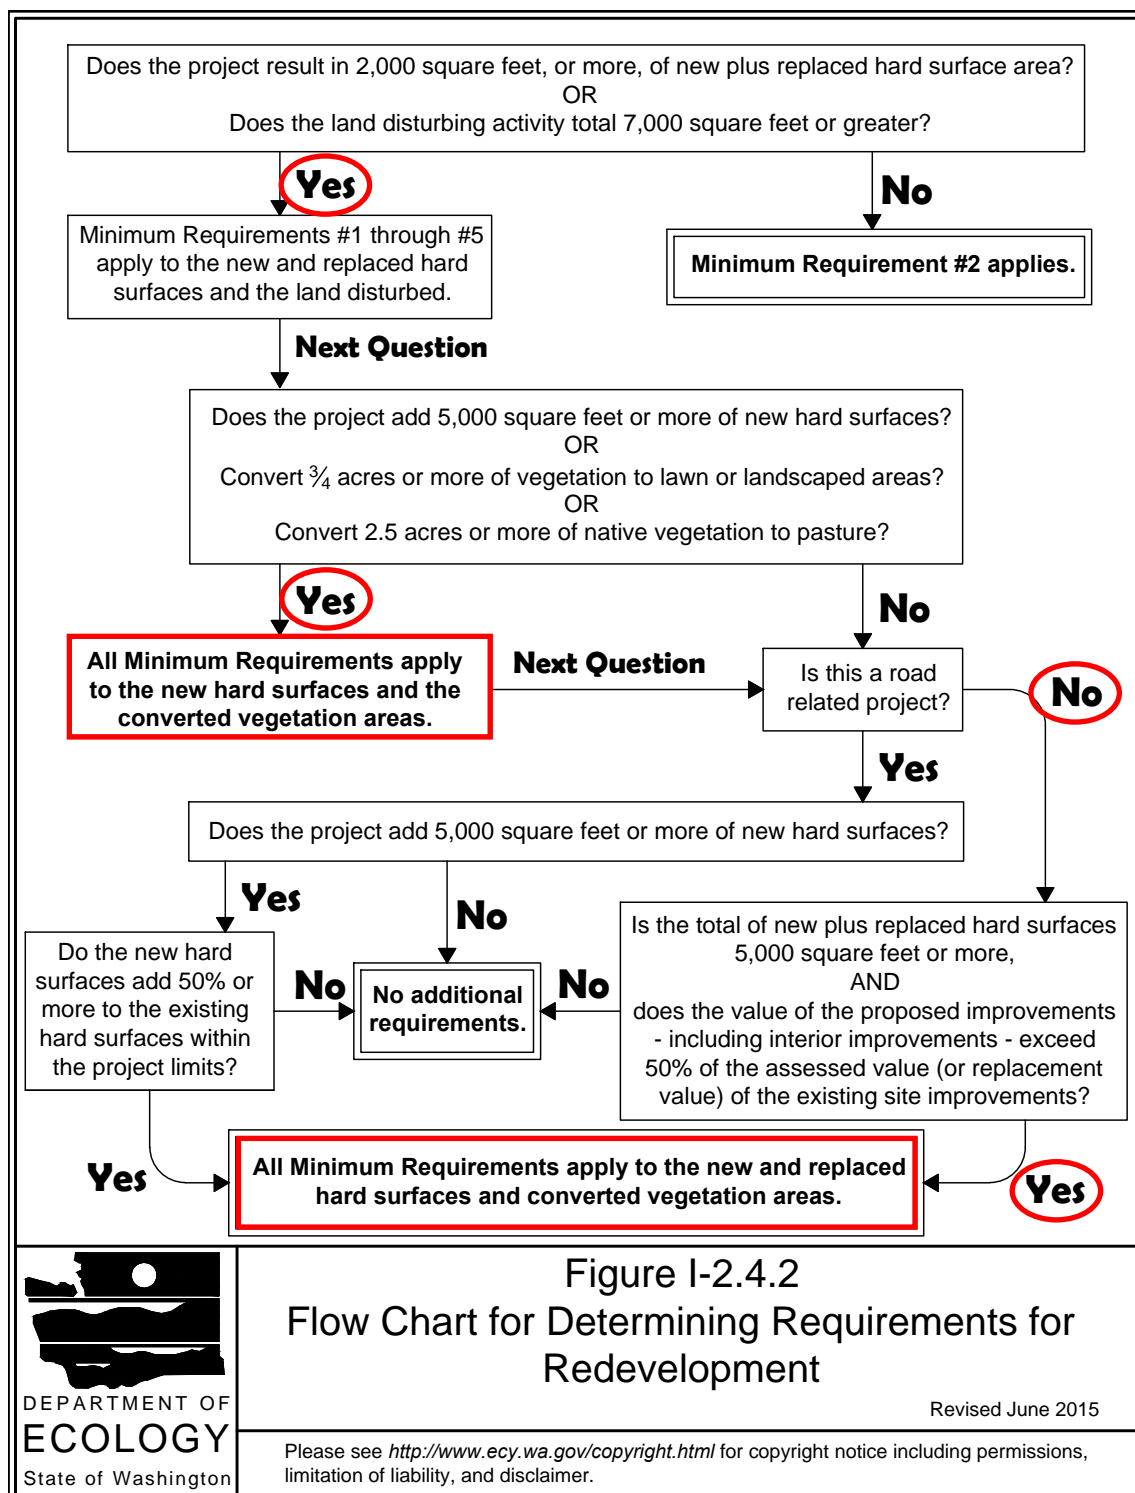 Does the project result in 2,000 square feet, or more, of new plus replaced hard surface area?
OR
Does the land disturbing activity total 7,000 square feet or greater?
Yes
No
Minimum Requirements #1 through #5
apply to the new and replaced hard
surfaces and the land disturbed.
Minimum Requirement #2 applies.
Next Question
Does the project add 5,000 square feet or more of new hard surfaces?
OR
Convert ¾ acres or more of vegetation to lawn or landscaped areas?
OR
Convert 2.5 acres or more of native vegetation to pasture?
Yes
No
All Minimum Requirements apply
to the new hard surfaces and the
converted vegetation areas.
Next Question
Is this a road
related project?
No
Yes
Does the project add 5,000 square feet or more of new hard surfaces?
Yes
No
Do the new hard
surfaces add 50% or
more to the existing
hard surfaces within
the project limits?
No
No additional
requirements.
No
Is the total of new plus replaced hard surfaces
5,000 square feet or more,
AND
does the value of the proposed improvements
- including interior improvements - exceed
50% of the assessed value (or replacement
value) of the existing site improvements?
Yes
All Minimum Requirements apply to the new and replaced
hard surfaces and converted vegetation areas.
Yes
DEPARTMENT OF
ECOLOGY
State of Washington
Figure I-2.4.2
Flow Chart for Determining Requirements for
Redevelopment
Revised June 2015
Please see http://www.ecy.wa.gov/copyright.html for copyright notice including permissions,
limitation of liability, and disclaimer.